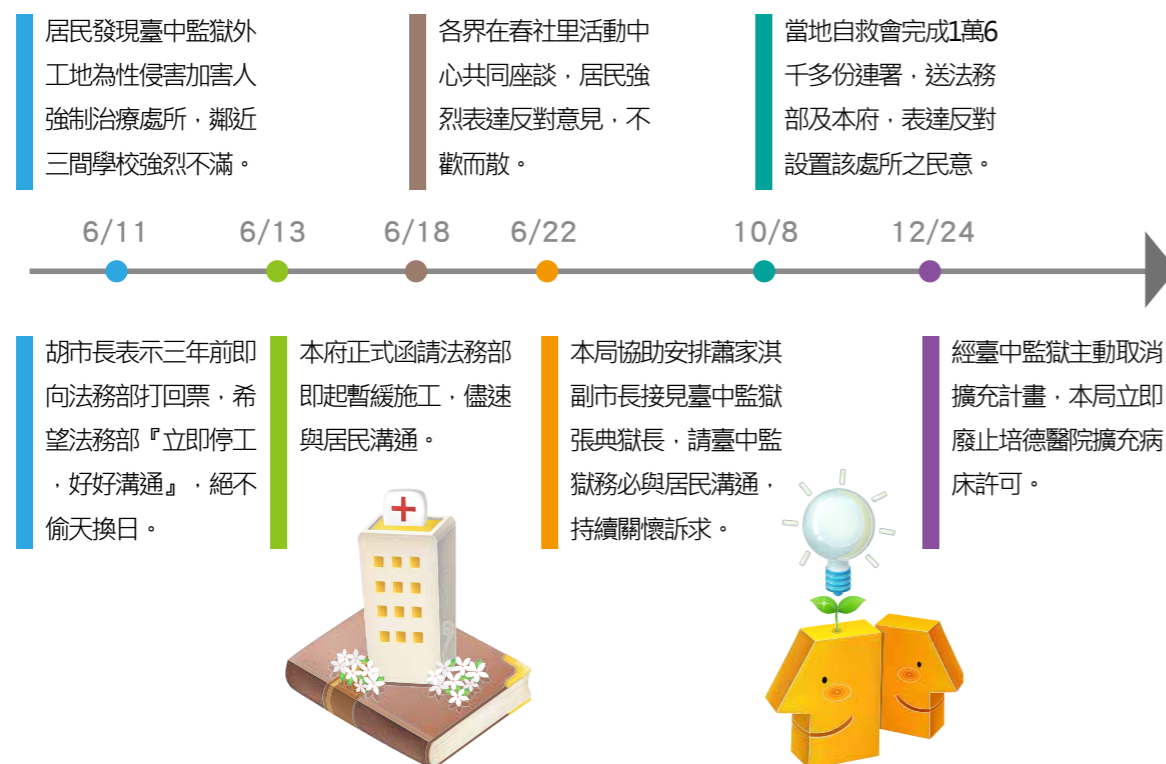 居民發現臺中監獄外
工地為性侵害加害人
強制治療處所，鄰近
三間學校強烈不滿。
各界在春社里活動中
心共同座談，居民強
烈表達反對意見，不
歡而散。
當地自救會完成1萬6
千多份連署，送法務
部及本府，表達反對
設置該處所之民意。
6/11
6/13
6/18
6/22
10/8
12/24
胡市長表示三年前即
向法務部打回票，希
望法務部『立即停工
，好好溝通』，絕不
偷天換日。
本府正式函請法務部
即起暫緩施工，儘速
與居民溝通。
本局協助安排蕭家淇
副市長接見臺中監獄
張典獄長，請臺中監
獄務必與居民溝通，
持續關懷訴求。
經臺中監獄主動取消
擴充計畫，本局立即
廢止培德醫院擴充病
床許可。